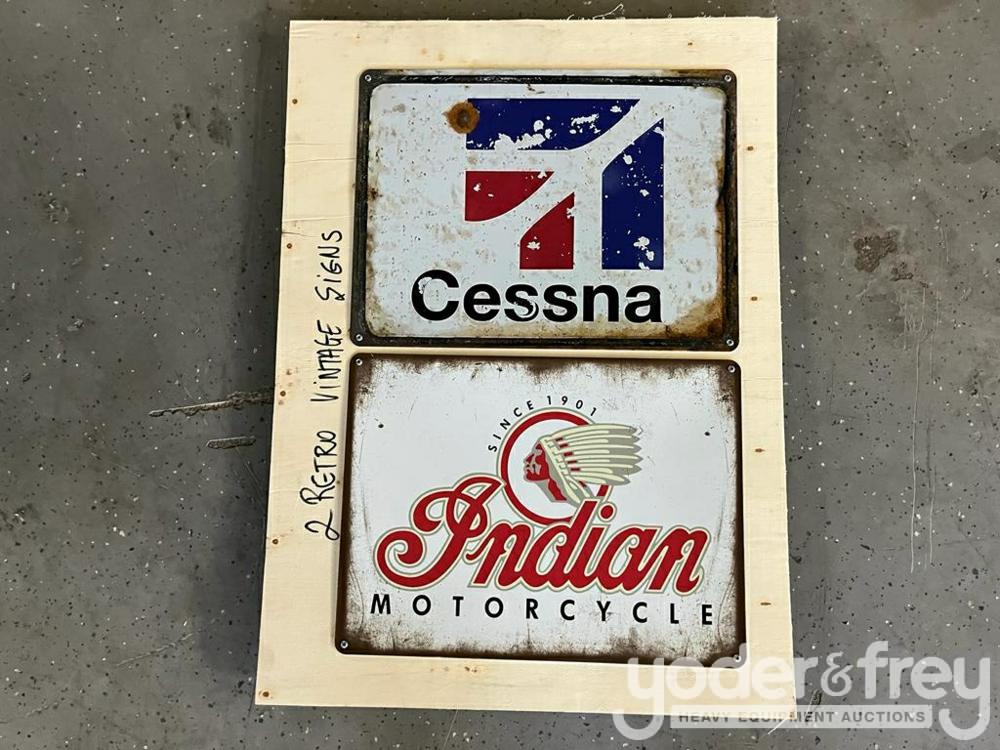 2 RETRO VINTAGE SIGNS
Cessna
SINCE 1901
Indian
MOTORCYCLE
yoder&frey
HEAVY EQUIPMENT AUCTIONS